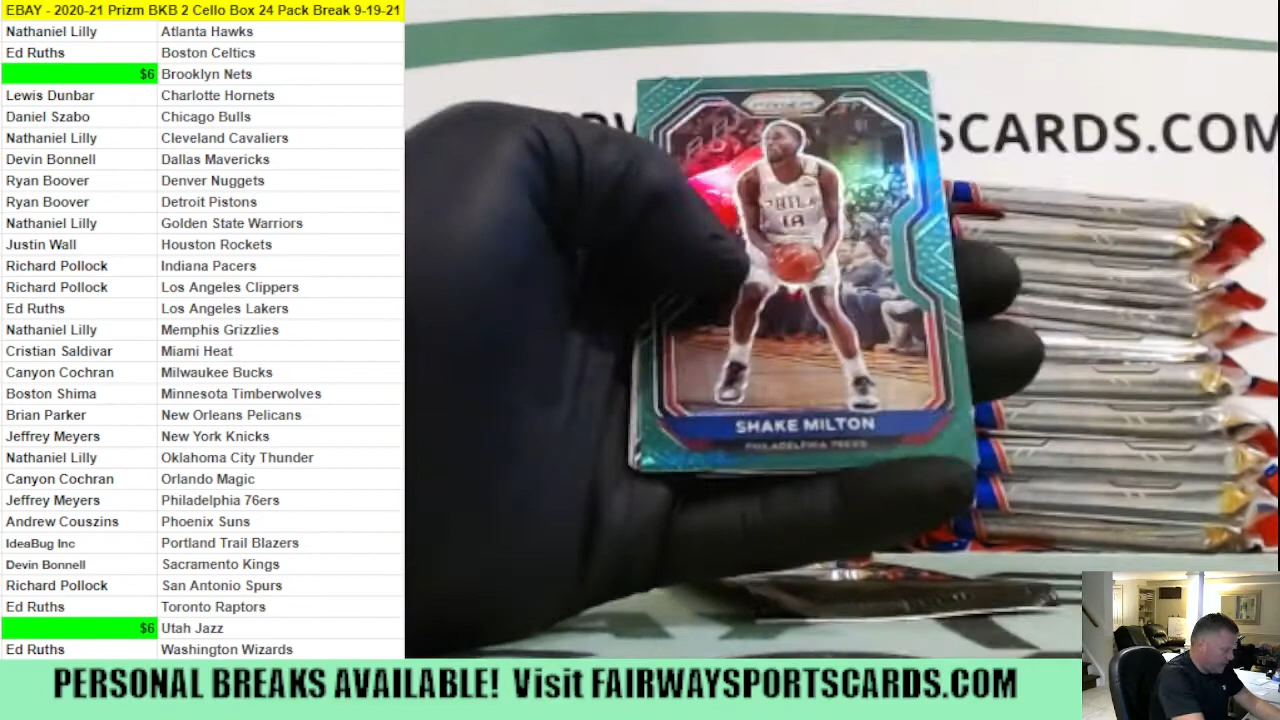 EBAY - 2020-21 Prizm BKB 2 Cello Box 24 Pack Break 9-19-21
Nathaniel Lilly Atlanta Hawks
Ed Ruths Boston Celtics
$6 Brooklyn Nets
Lewis Dunbar Charlotte Hornets
Daniel Szabo Chicago Bulls
Nathaniel Lilly Cleveland Cavaliers
Devin Bonnell Dallas Mavericks
Ryan Boover Denver Nuggets
Ryan Boover Detroit Pistons
Nathaniel Lilly Golden State Warriors
Justin Wall Houston Rockets
Richard Pollock Indiana Pacers
Richard Pollock Los Angeles Clippers
Ed Ruths Los Angeles Lakers
Nathaniel Lilly Memphis Grizzlies
Cristian Saldivar Miami Heat
Canyon Cochran Milwaukee Bucks
Boston Shima Minnesota Timberwolves
Brian Parker New Orleans Pelicans
Jeffrey Meyers New York Knicks
Nathaniel Lilly Oklahoma City Thunder
Canyon Cochran Orlando Magic
Jeffrey Meyers Philadelphia 76ers
Andrew Couszins Phoenix Suns
IdeaBug Inc Portland Trail Blazers
Devin Bonnell Sacramento Kings
Richard Pollock San Antonio Spurs
Ed Ruths Toronto Raptors
$6 Utah Jazz
Ed Ruths Washington Wizards
SCARDS.COM
PRIZM
PHILA
18
SHAKE MILTON
PHILADELPHIA 76ERS
PERSONAL BREAKS AVAILABLE! Visit FAIRWAYSPORTSCARDS.COM